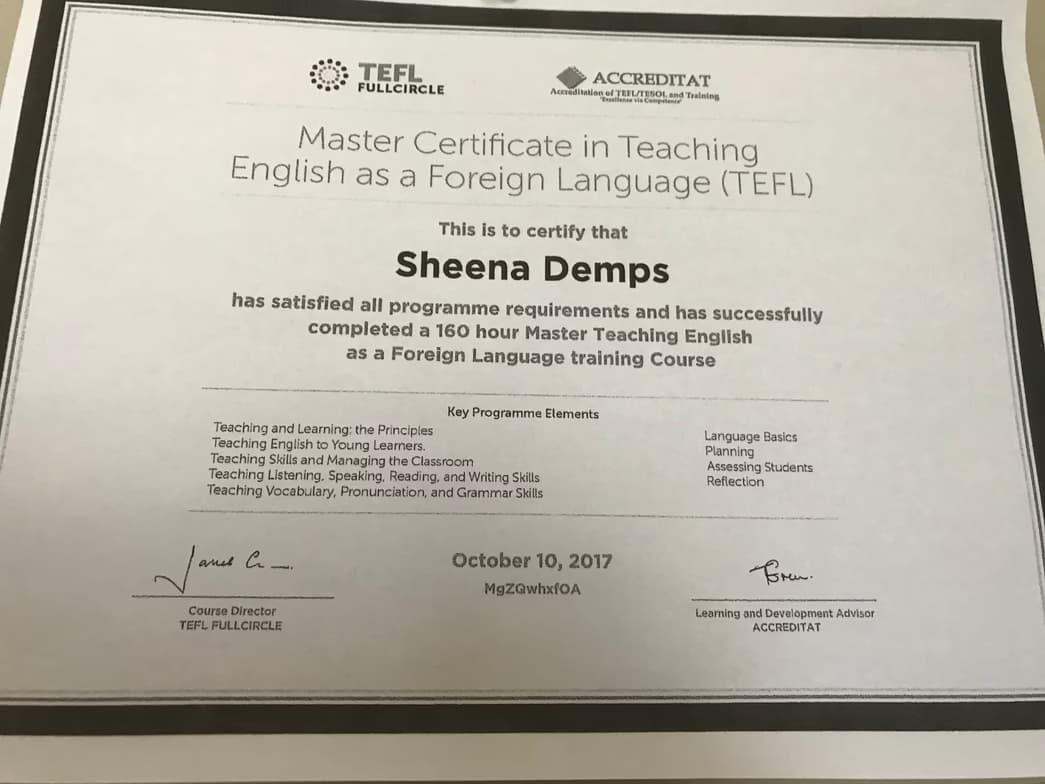 TEFL
FULLCIRCLE
ACCREDITAT
Accreditation of TEFL/TESOL and Training
"Excellence via Competence"
Master Certificate in Teaching
English as a Foreign Language (TEFL)
This is to certify that
Sheena Demps
has satisfied all programme requirements and has successfully
completed a 160 hour Master Teaching English
as a Foreign Language training Course
Key Programme Elements
Teaching and Learning: the Principles
Teaching English to Young Learners.
Teaching Skills and Managing the Classroom
Teaching Listening, Speaking, Reading, and Writing Skills
Teaching Vocabulary, Pronunciation, and Grammar Skills
Language Basics
Planning
Assessing Students
Reflection
October 10, 2017
MgZQwhxfOA
Course Director
TEFL FULLCIRCLE
Learning and Development Advisor
ACCREDITAT